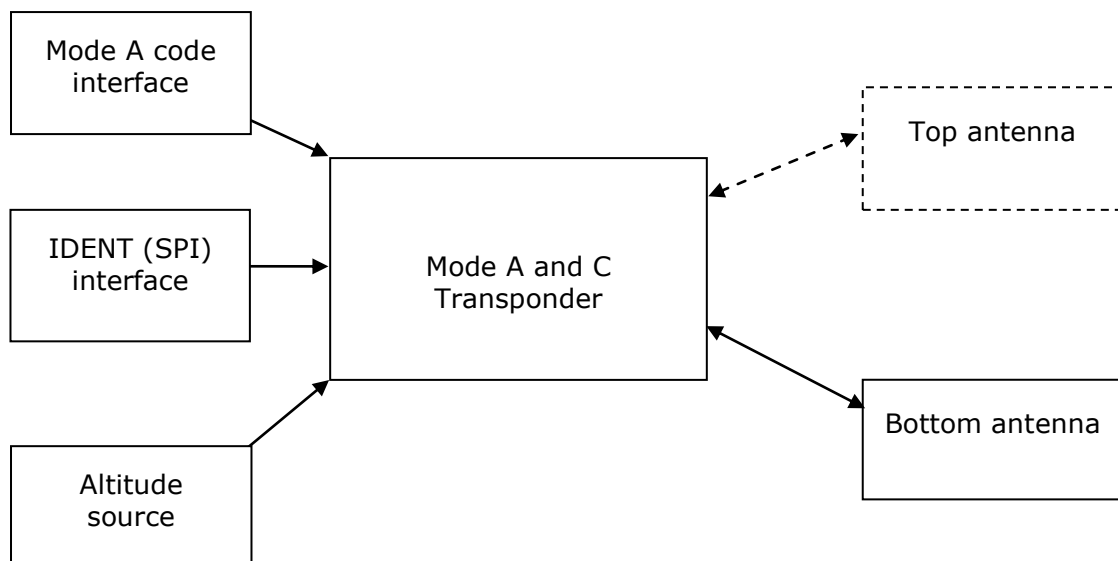 Mode A code
interface
IDENT (SPI)
interface
Altitude
source
Mode A and C
Transponder
Top antenna
Bottom antenna